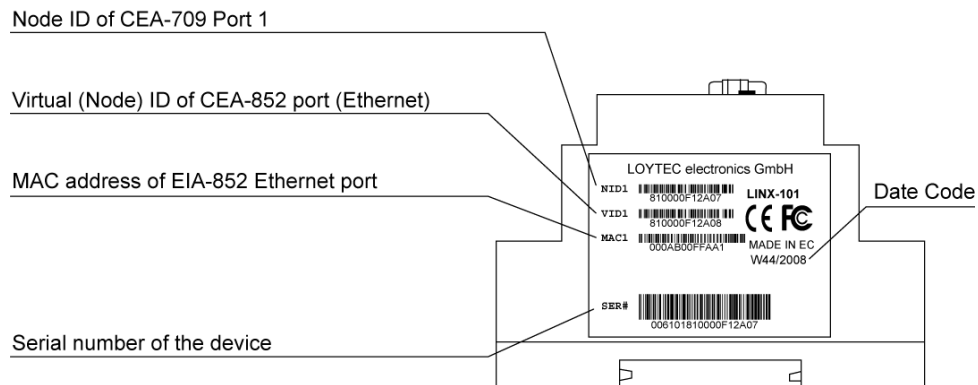 Node ID of CEA-709 Port 1
Virtual (Node) ID of CEA-852 port (Ethernet)
MAC address of EIA-852 Ethernet port
Serial number of the device
LOYTEC electronics GmbH
NID1
810000F12A07
VID1
810000F12A08
MAC1
000AB00FFAA1
LINX-101
CE FC
MADE IN EC
W44/2008
SER#
006101810000F12A07
Date Code